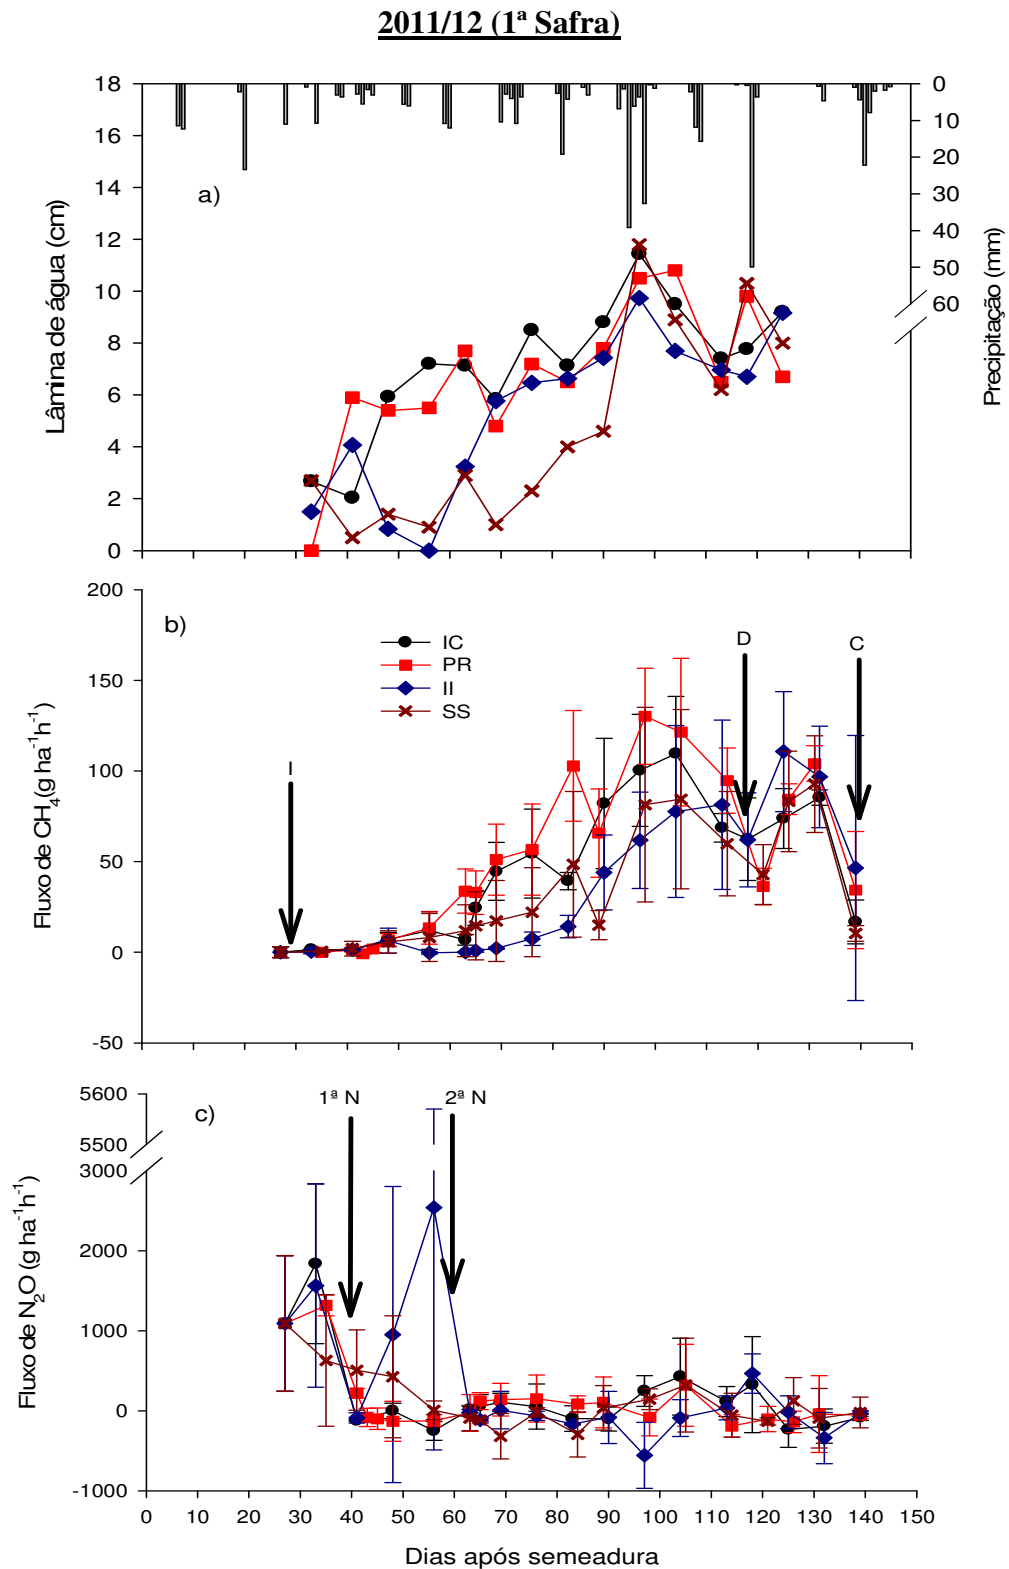 2011/12 (1ª Safra)
18
16
14
12
10
8
6
4
2
0
Lâmina de água (cm)
a)
0
10
20
30
40
50
60
Precipitação (mm)
200
150
100
50
0
-50
Fluxo de CH4(g ha-1h-1)
b)
IC
PR
II
SS
I
D
C
5600
5500
3000
2000
1000
0
-1000
Fluxo de N2O (g ha-1h-1)
c)
1ª N
2ª N
0 10 20 30 40 50 60 70 80 90 100 110 120 130 140 150
Dias após semeadura